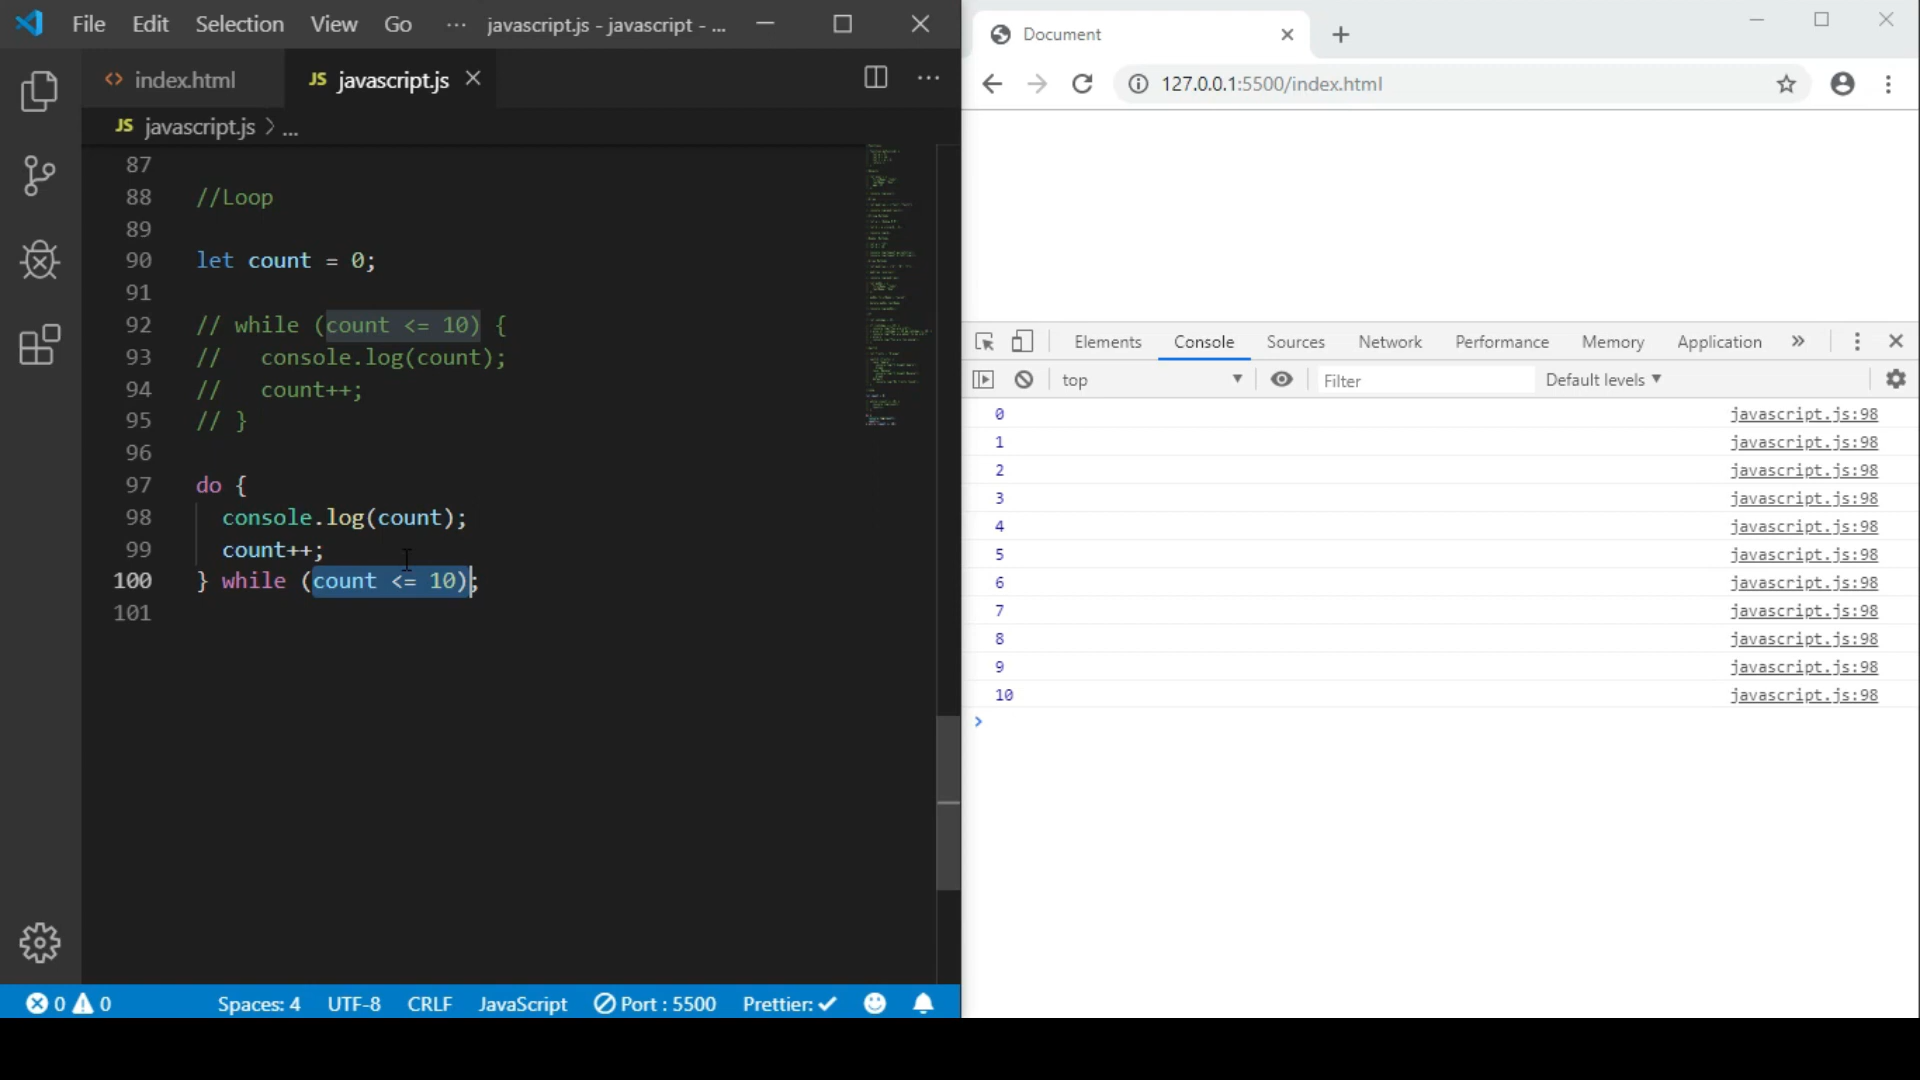 File Edit Selection View Go ··· javascript.js - javascript - ...
<> index.html JS javascript.js
JS javascript.js > ...
87
88 //Loop
89
90 let count = 0;
91
92 // while (count <= 10) {
93 //   console.log(count);
94 //   count++;
95 // }
96
97 do {
98   console.log(count);
99   count++;
100 } while (count <= 10);
101
0 0 Spaces: 4 UTF-8 CRLF JavaScript Port : 5500 Prettier: ✓
Document
127.0.0.1:5500/index.html
Elements Console Sources Network Performance Memory Application »
top Filter Default levels
0 javascript.js:98
1 javascript.js:98
2 javascript.js:98
3 javascript.js:98
4 javascript.js:98
5 javascript.js:98
6 javascript.js:98
7 javascript.js:98
8 javascript.js:98
9 javascript.js:98
10 javascript.js:98
>